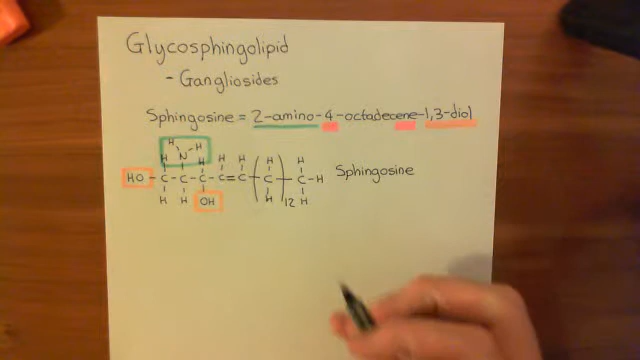 Glycosphingolipid
- Gangliosides
Sphingosine = 2-amino-4-octadecene-1,3-diol
H H
N
H H H H H H H
HO-C-C-C-C=C-(C)-C-H Sphingosine
H H OH H 12 H